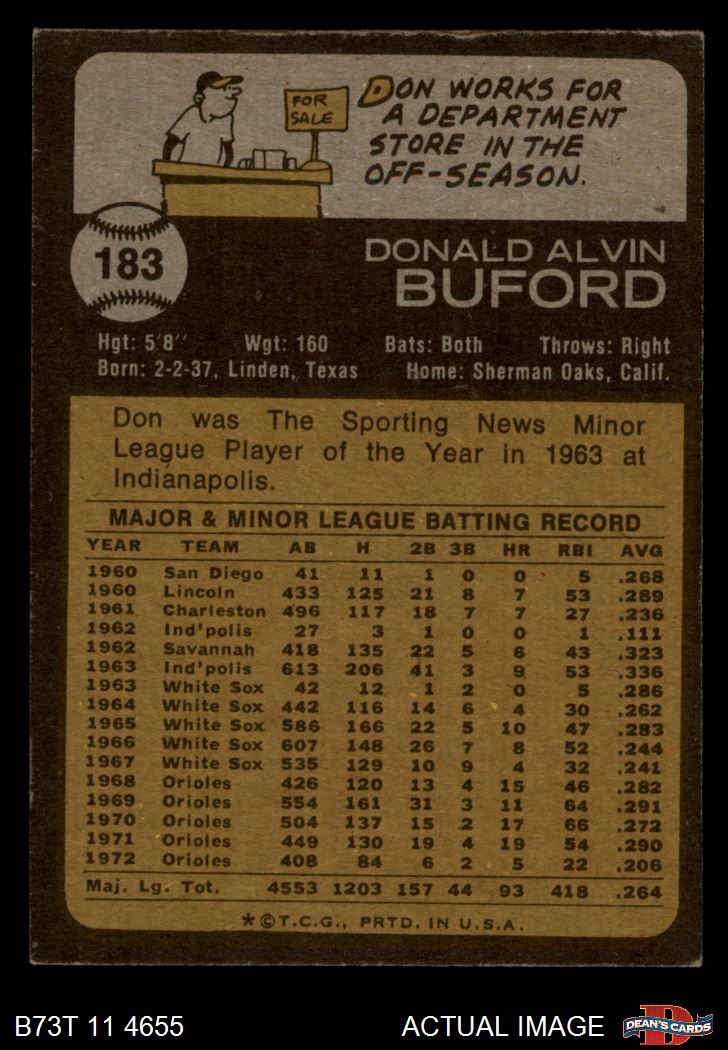 FOR
SALE
DON WORKS FOR
A DEPARTMENT
STORE IN THE
OFF-SEASON.
183
DONALD ALVIN
BUFORD
Hgt: 5'8'' Wgt: 160 Bats: Both Throws: Right
Born: 2-2-37, Linden, Texas Home: Sherman Oaks, Calif.
Don was The Sporting News Minor
League Player of the Year in 1963 at
Indianapolis.
MAJOR & MINOR LEAGUE BATTING RECORD
YEAR TEAM AB H 2B 3B HR RBI AVG
1960 San Diego 41 11 1 0 0 5 .268
1960 Lincoln 433 125 21 8 7 53 .289
1961 Charleston 496 117 18 7 7 27 .236
1962 Ind'polis 27 3 1 0 0 1 .111
1962 Savannah 418 135 22 5 6 43 .323
1963 Ind'polis 613 206 41 3 9 53 .336
1963 White Sox 42 12 1 2 0 5 .286
1964 White Sox 442 116 14 6 4 30 .262
1965 White Sox 586 166 22 5 10 47 .283
1966 White Sox 607 148 26 7 8 52 .244
1967 White Sox 535 129 10 9 4 32 .241
1968 Orioles 426 120 13 4 15 46 .282
1969 Orioles 554 161 31 3 11 64 .291
1970 Orioles 504 137 15 2 17 66 .272
1971 Orioles 449 130 19 4 19 54 .290
1972 Orioles 408 84 6 2 5 22 .206
Maj. Lg. Tot. 4553 1203 157 44 93 418 .264
*©T.C.G., PRTD. IN U.S.A.
B73T 11 4655 ACTUAL IMAGE
D
DEAN'S CARDS